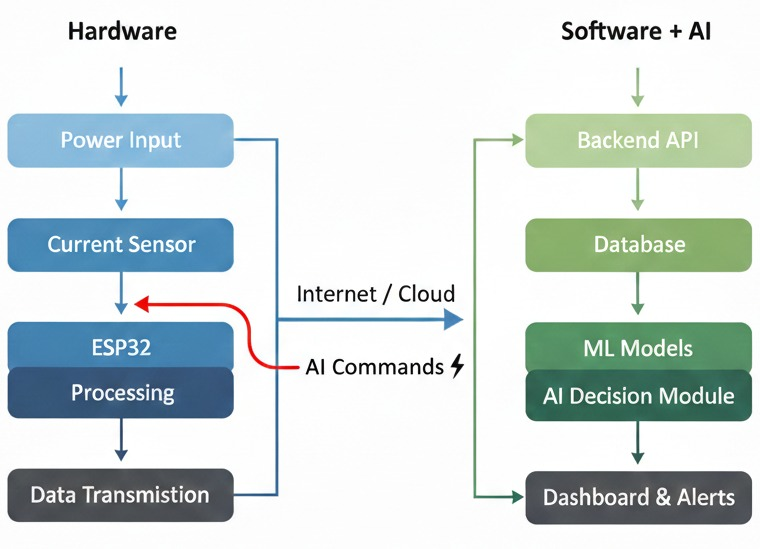 Hardware
Software + AI
Power Input
Backend API
Current Sensor
Database
Internet / Cloud
ESP32
ML Models
AI Commands
Processing
AI Decision Module
Data Transmistion
Dashboard & Alerts